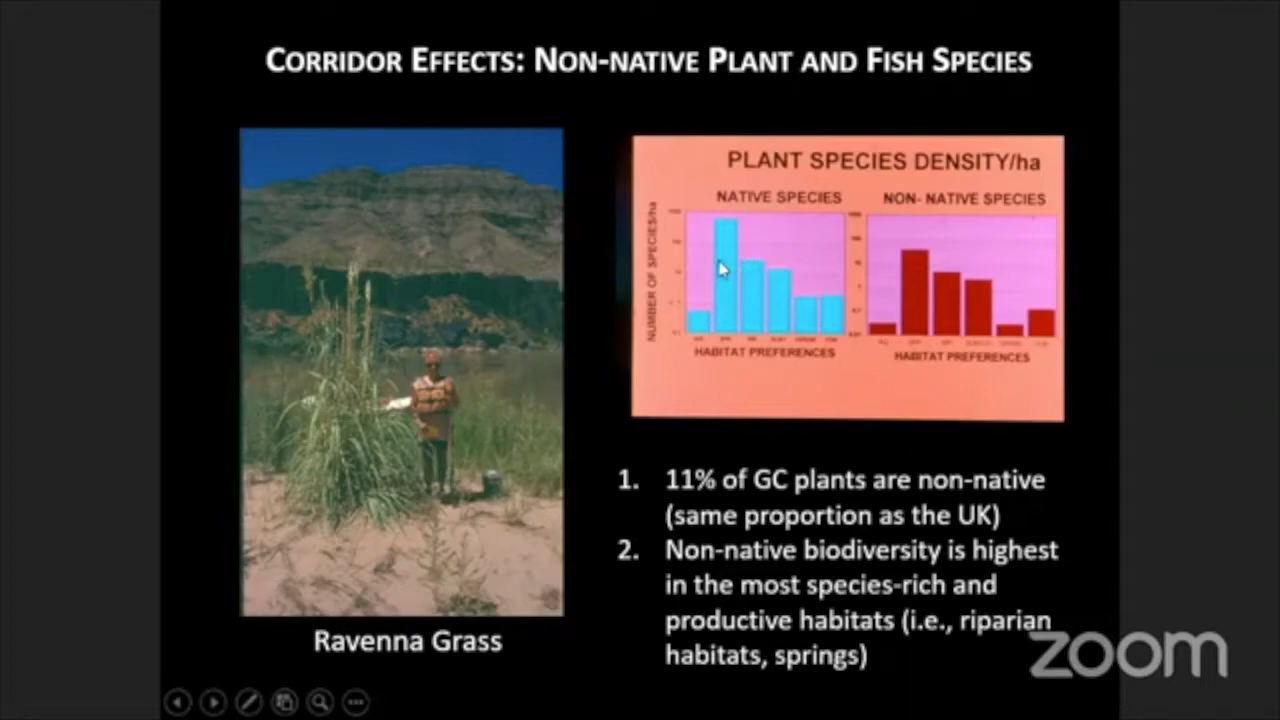 CORRIDOR EFFECTS: NON-NATIVE PLANT AND FISH SPECIES
PLANT SPECIES DENSITY/ha
NATIVE SPECIES
NON- NATIVE SPECIES
NUMBER OF SPECIES/ha
HABITAT PREFERENCES
HABITAT PREFERENCES
Ravenna Grass
1. 11% of GC plants are non-native
(same proportion as the UK)
2. Non-native biodiversity is highest
in the most species-rich and
productive habitats (i.e., riparian
habitats, springs)
zoom